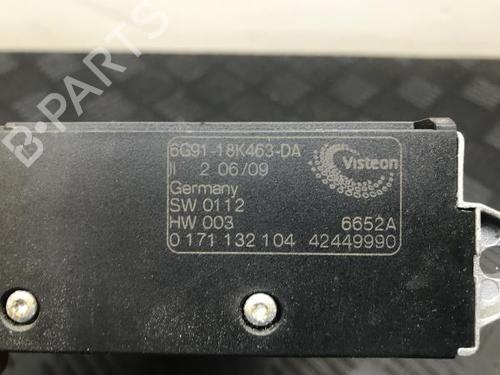 B-PARTS
6G91-18K463-DA
2 06/09
Visteon
Germany
SW 0112
HW 003 6652A
0 171 132 104 42449990